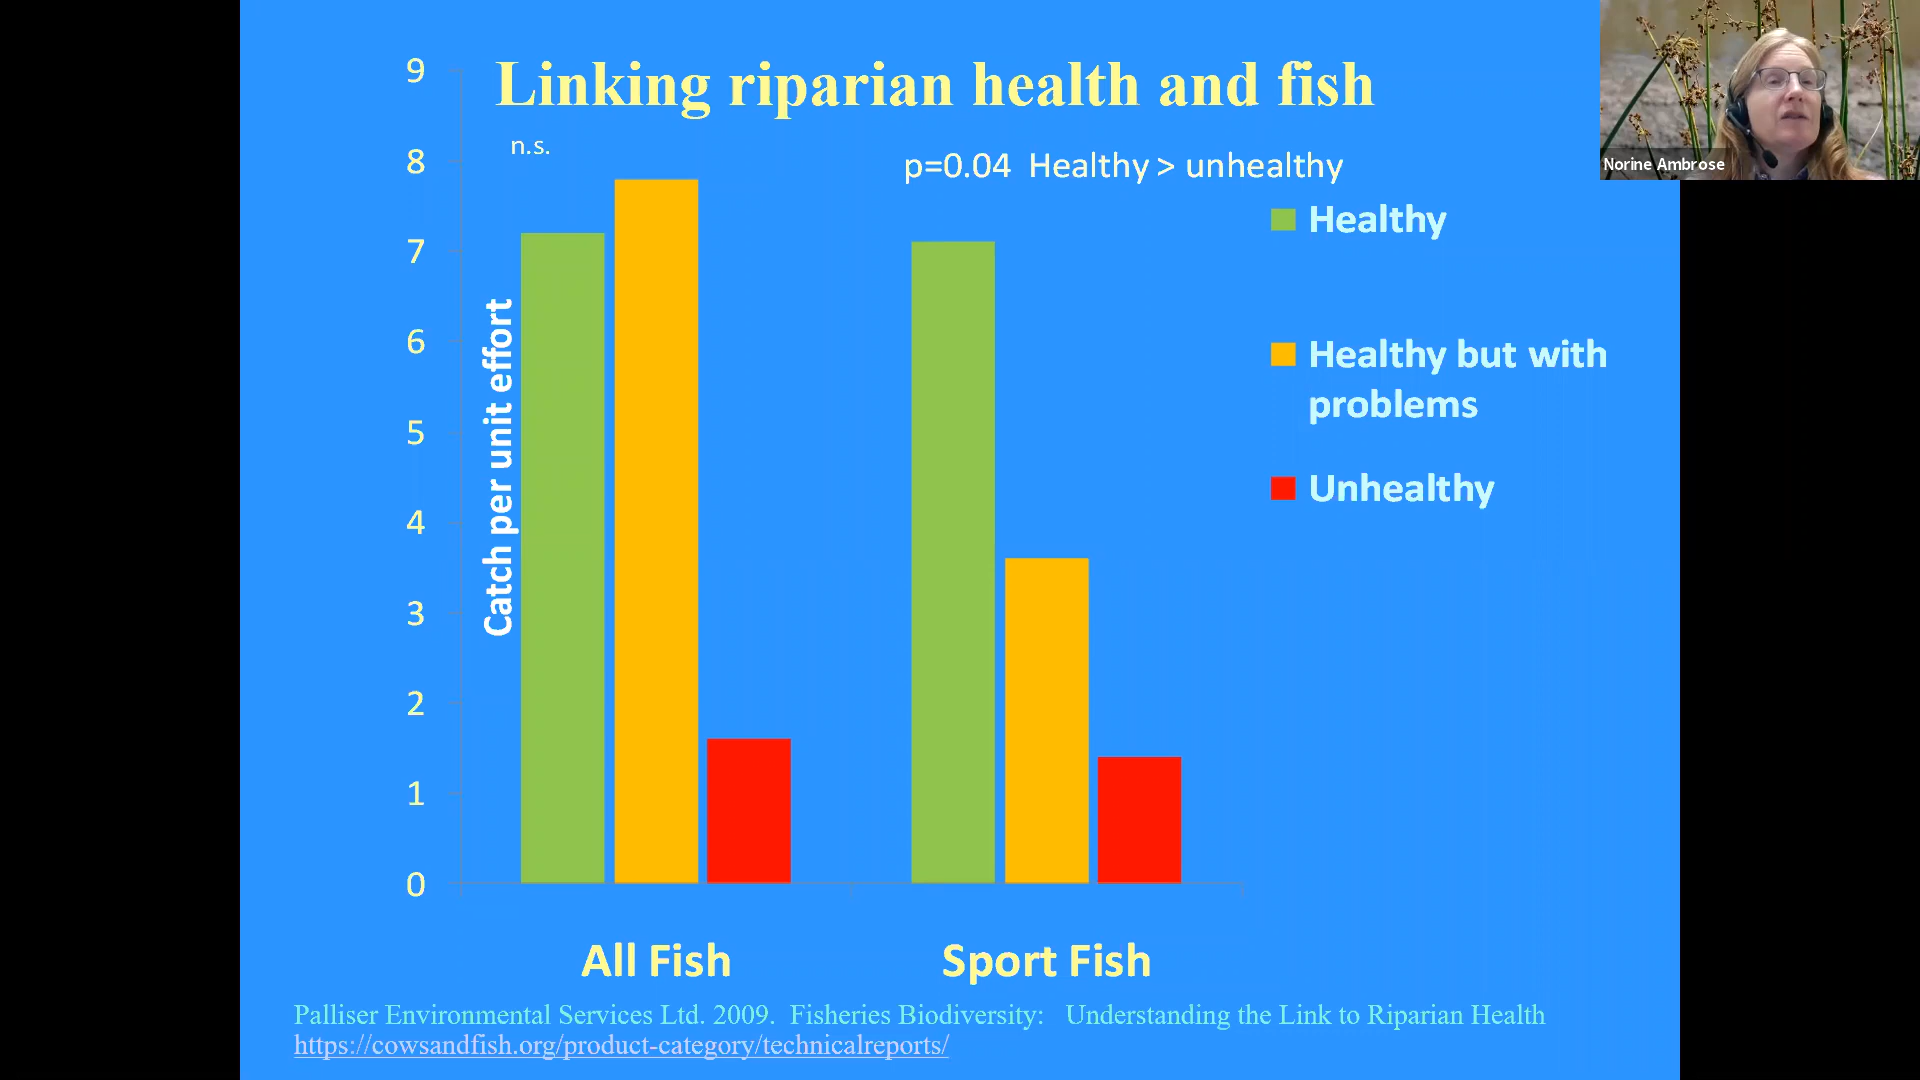 Linking riparian health and fish
Norine Ambrose
n.s.
p=0.04 Healthy > unhealthy
9
8
7
6
5
4
3
2
1
0
Catch per unit effort
Healthy
Healthy but with
problems
Unhealthy
All Fish
Sport Fish
Palliser Environmental Services Ltd. 2009. Fisheries Biodiversity: Understanding the Link to Riparian Health
https://cowsandfish.org/product-category/technicalreports/